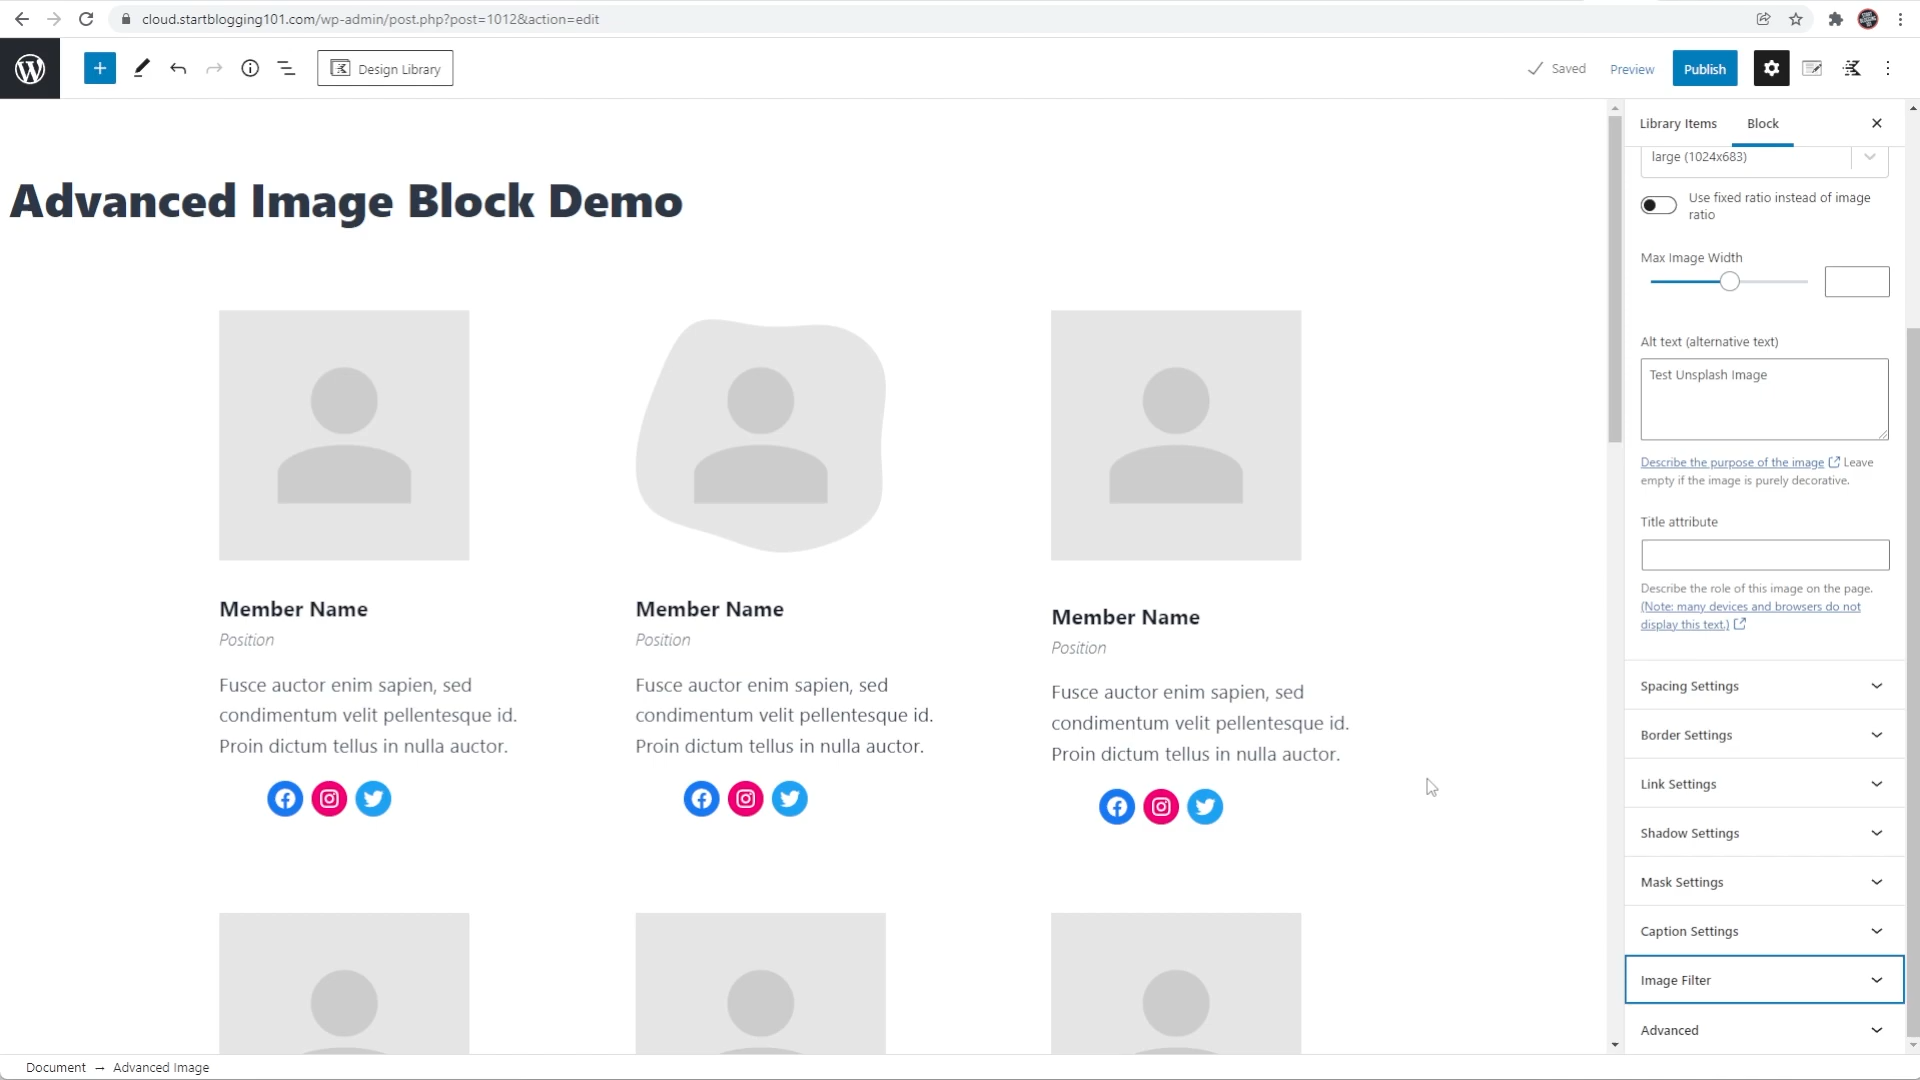 cloud.startblogging101.com/wp-admin/post.php?post=1012&action=edit
Design Library
Saved
Preview
Publish
Library Items
Block
large (1024x683)
Use fixed ratio instead of image
ratio
Max Image Width
Alt text (alternative text)
Test Unsplash Image
Describe the purpose of the image Leave
empty if the image is purely decorative.
Title attribute
Describe the role of this image on the page.
(Note: many devices and browsers do not
display this text.)
Spacing Settings
Border Settings
Link Settings
Shadow Settings
Mask Settings
Caption Settings
Image Filter
Advanced
Advanced Image Block Demo
Member Name
Position
Fusce auctor enim sapien, sed
condimentum velit pellentesque id.
Proin dictum tellus in nulla auctor.
Member Name
Position
Fusce auctor enim sapien, sed
condimentum velit pellentesque id.
Proin dictum tellus in nulla auctor.
Member Name
Position
Fusce auctor enim sapien, sed
condimentum velit pellentesque id.
Proin dictum tellus in nulla auctor.
Document → Advanced Image